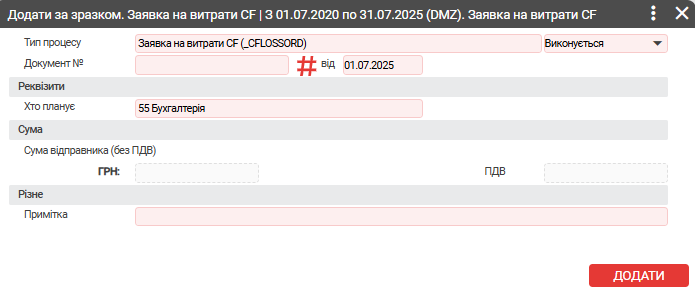 Додати за зразком. Заявка на витрати CF | З 01.07.2020 по 31.07.2025 (DMZ). Заявка на витрати CF
Тип процесу Заявка на витрати CF (_CFLOSSORD) Виконується
Документ № # від 01.07.2025
Реквізити
Хто планує 55 Бухгалтерія
Сума
Сума відправника (без ПДВ)
ГРН: ПДВ
Різне
Примітка
ДОДАТИ